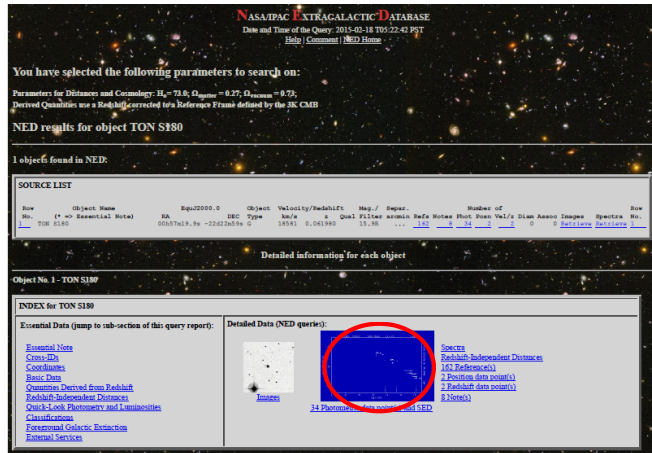 NASA/IPAC EXTRAGALACTIC DATABASE
Date and Time of the Query: 2015-02-18 T05:22:42 PST
Help | Comment | NED Home
You have selected the following parameters to search on:
Parameters for Distances and Cosmology: H₀= 73.0; Ωmatter = 0.27; Ωvacuum = 0.73;
Derived Quantities use a Redshift corrected to a Reference Frame defined by the 3K CMB
NED results for object TON S180
1 objects found in NED:
SOURCE LIST
Row Object Name EquJ2000.0 Object Velocity/Redshift Mag./ Separ. Number of Row
No. (* => Essential Note) RA DEC Type km/s z Qual Filter arcmin Refs Notes Phot Posn Vel/z Diam Assoc Images Spectra No.
1 TON S180 00h57m19.9s -22d22m59s G 18581 0.061980 15.9B ... 162 8 34 2 2 0 0 Retrieve Retrieve 1
Detailed information for each object
Object No. 1 - TON S180
INDEX for TON S180
Essential Data (jump to sub-section of this query report):
Detailed Data (NED queries):
Essential Note
Cross-IDs
Coordinates
Basic Data
Quantities Derived from Redshift
Redshift-Independent Distances
Quick-Look Photometry and Luminosities
Classifications
Foreground Galactic Extinction
External Services
Images
34 Photometric data point(s) and SED
Spectra
Redshift-Independent Distances
162 Reference(s)
2 Position data point(s)
2 Redshift data point(s)
8 Note(s)